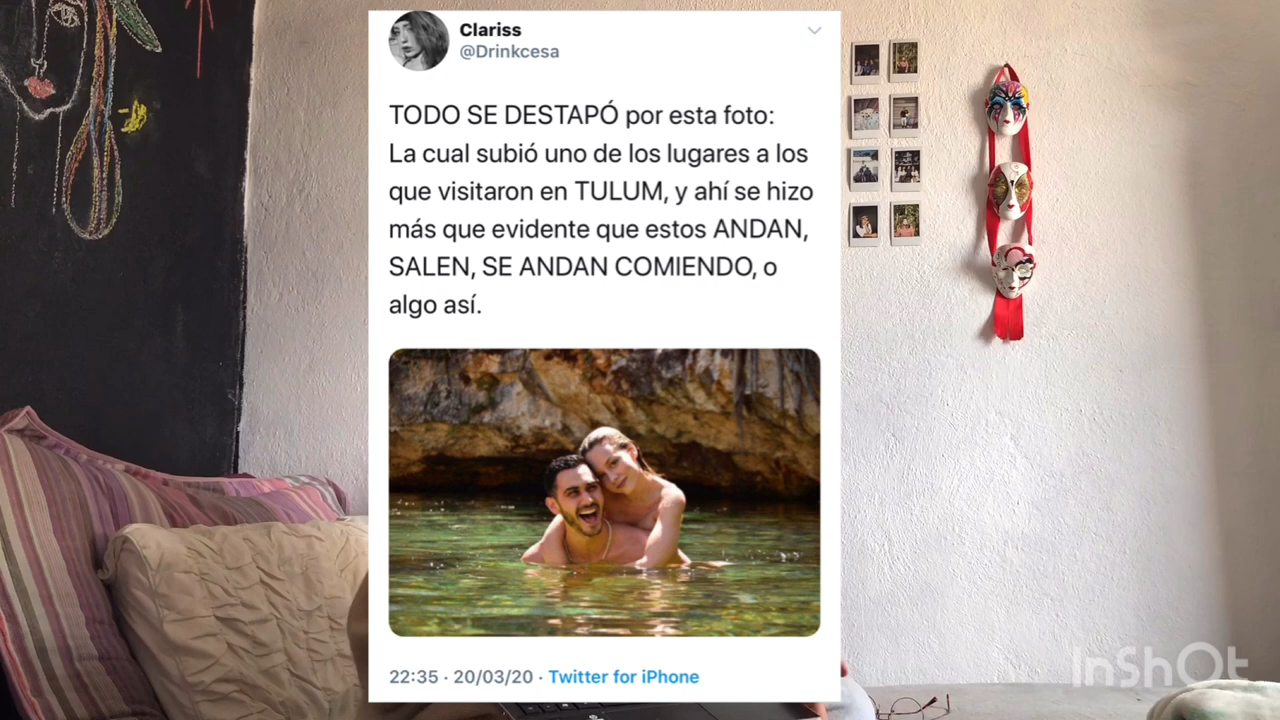 Clariss
@Drinkcesa
TODO SE DESTAPÓ por esta foto:
La cual subió uno de los lugares a los
que visitaron en TULUM, y ahí se hizo
más que evidente que estos ANDAN,
SALEN, SE ANDAN COMIENDO, o
algo así.
22:35 · 20/03/20 · Twitter for iPhone
InShOt